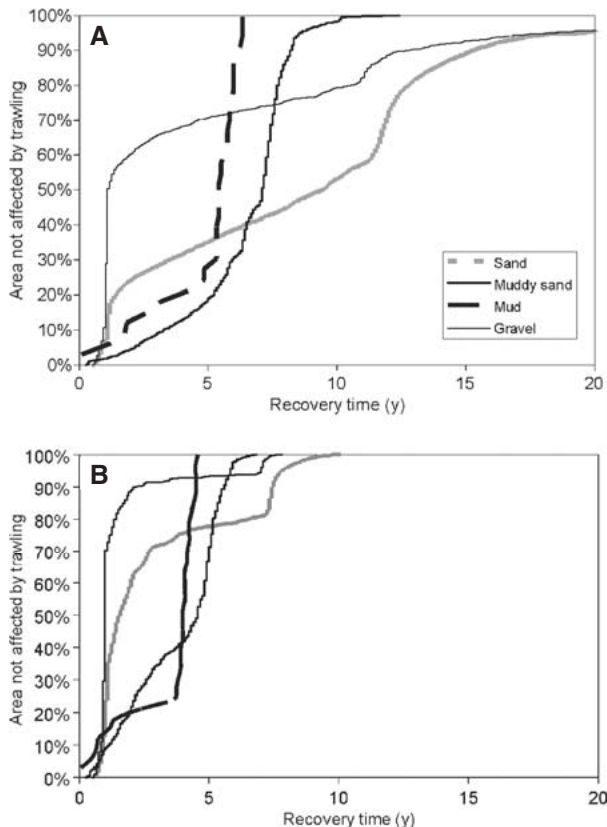 A
100%
90%
80%
70%
60%
50%
40%
30%
20%
10%
0%
Area not affected by trawling
Sand
Muddy sand
Mud
Gravel
0 5 10 15 20
Recovery time (y)
B
100%
90%
80%
70%
60%
50%
40%
30%
20%
10%
0%
Area not affected by trawling
0 5 10 15 20
Recovery time (y)